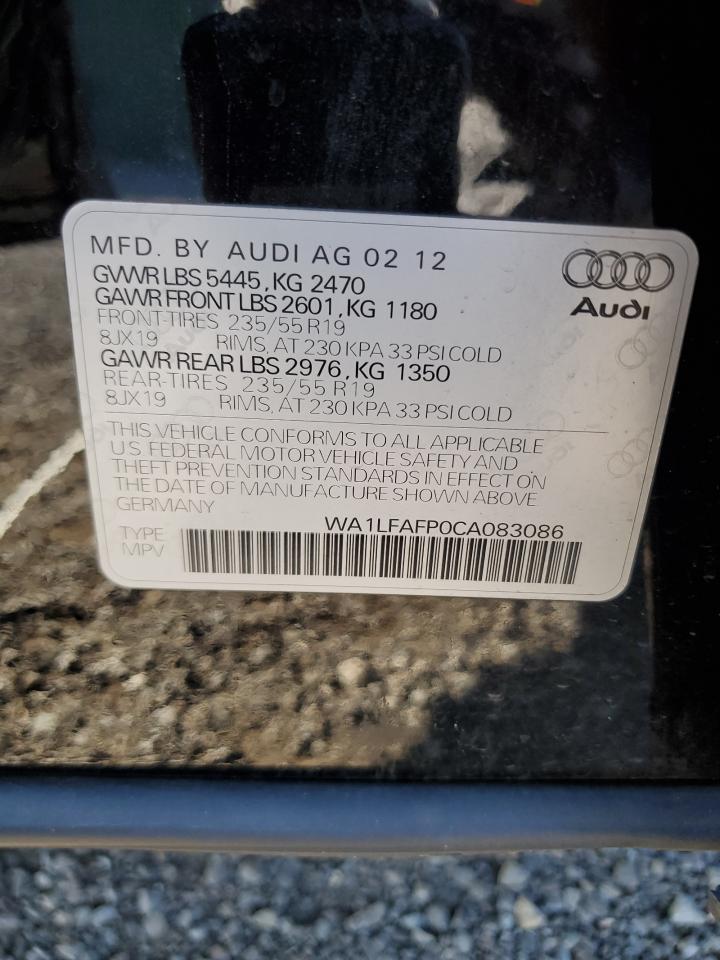 MFD. BY AUDI AG 02 12
GVWR LBS 5445, KG 2470
GAWR FRONT LBS 2601, KG 1180
FRONT-TIRES 235/55 R19
8JX19 RIMS, AT 230 KPA 33 PSI COLD
GAWR REAR LBS 2976, KG 1350
REAR-TIRES 235/55 R19
8JX19 RIMS, AT 230 KPA 33 PSI COLD
Audi
THIS VEHICLE CONFORMS TO ALL APPLICABLE
U.S. FEDERAL MOTOR VEHICLE SAFETY AND
THEFT PREVENTION STANDARDS IN EFFECT ON
THE DATE OF MANUFACTURE SHOWN ABOVE
GERMANY
WA1LFAFP0CA083086
TYPE
MPV